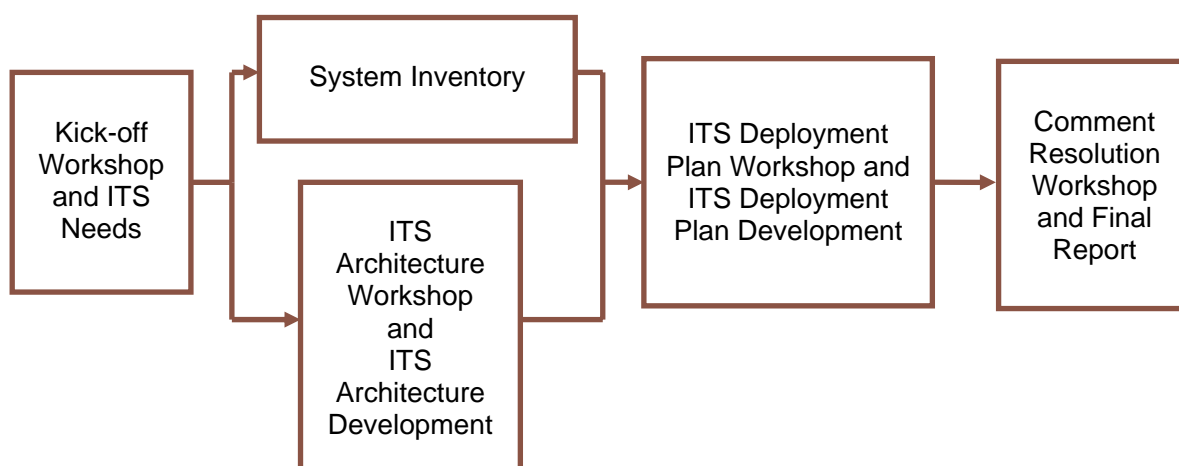 Kick-off
Workshop
and ITS
Needs
System Inventory
ITS
Architecture
Workshop
and
ITS
Architecture
Development
ITS Deployment
Plan Workshop and
ITS Deployment
Plan Development
Comment
Resolution
Workshop
and Final
Report